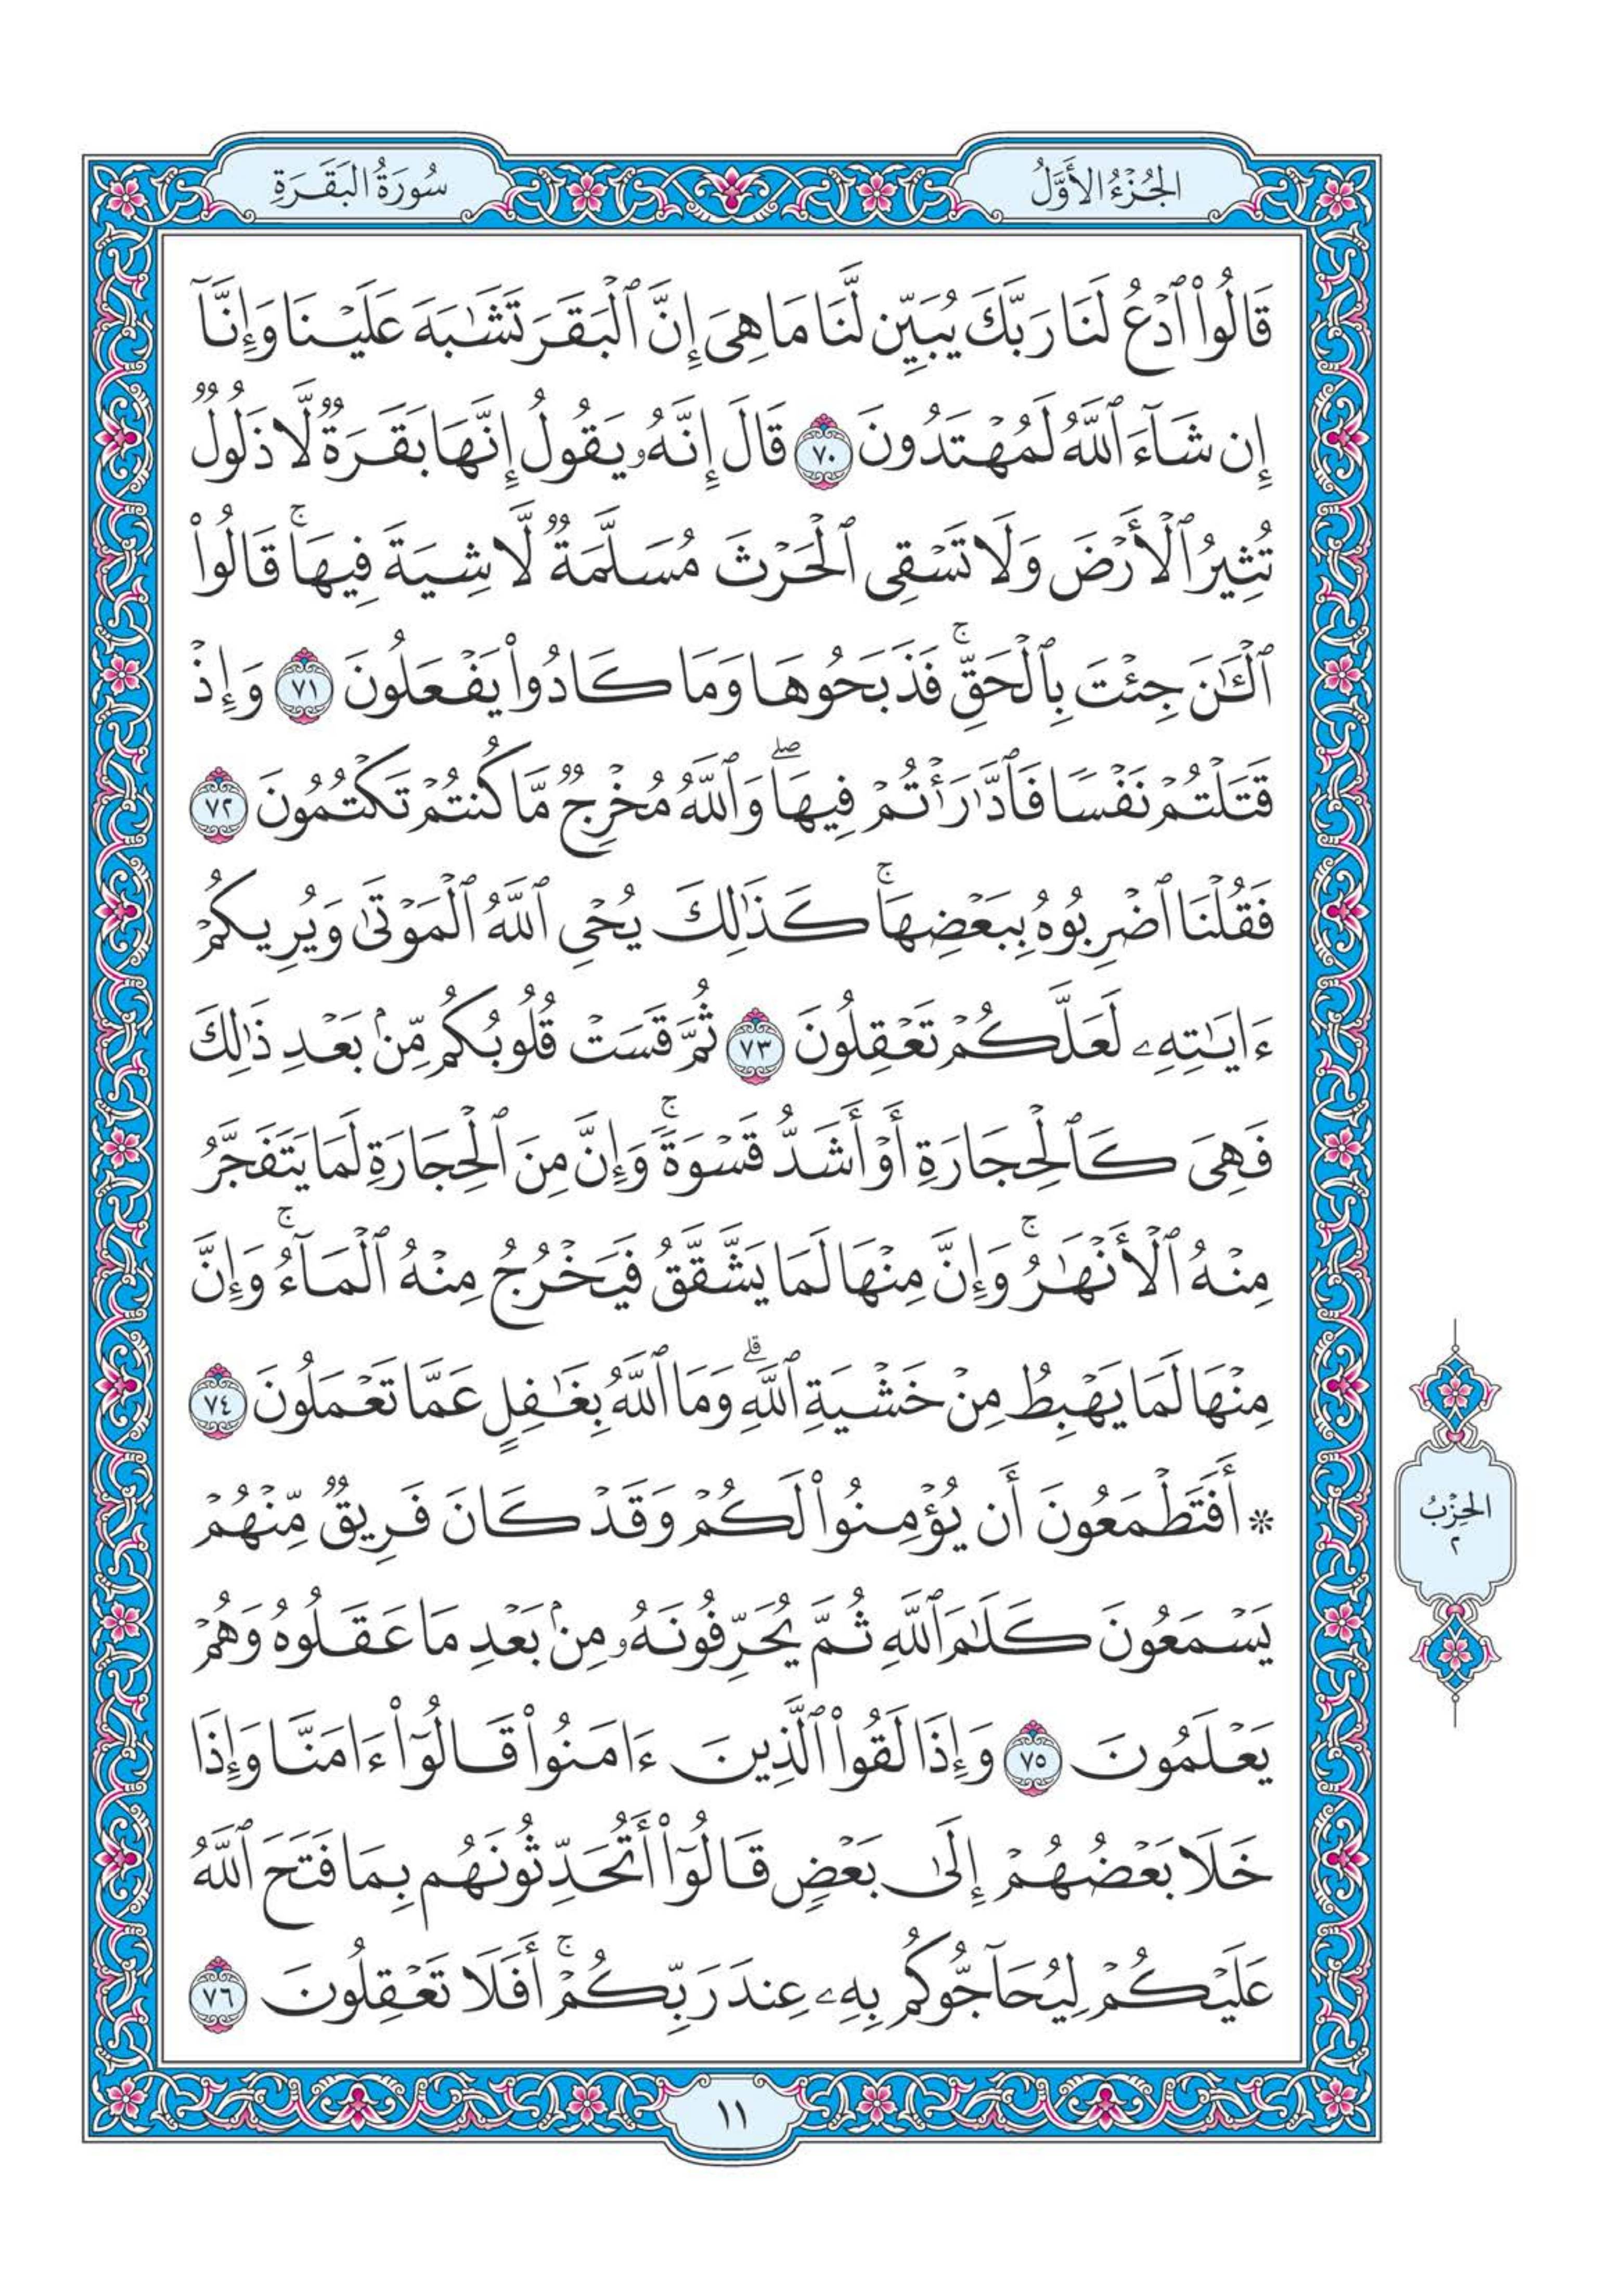 الجُزْءُ الأَوَّلُ
سُورَةُ البَقَرَةِ
قَالُوا۟ ٱدْعُ لَنَا رَبَّكَ يُبَيِّن لَّنَا مَا هِىَ إِنَّ ٱلْبَقَرَ تَشَـٰبَهَ عَلَيْنَا وَإِنَّآ
إِن شَآءَ ٱللَّهُ لَمُهْتَدُونَ ٧٠ قَالَ إِنَّهُۥ يَقُولُ إِنَّهَا بَقَرَةٌ لَّا ذَلُولٌ
تُثِيرُ ٱلْأَرْضَ وَلَا تَسْقِى ٱلْحَرْثَ مُسَلَّمَةٌ لَّا شِيَةَ فِيهَا ۚ قَالُوا۟
ٱلْـَٔـٰنَ جِئْتَ بِٱلْحَقِّ ۚ فَذَبَحُوهَا وَمَا كَادُوا۟ يَفْعَلُونَ ٧١ وَإِذْ
قَتَلْتُمْ نَفْسًا فَٱدَّٰرَْٰٔتُمْ فِيهَا ۖ وَٱللَّهُ مُخْرِجٌ مَّا كُنتُمْ تَكْتُمُونَ ٧٢
فَقُلْنَا ٱضْرِبُوهُ بِبَعْضِهَا ۚ كَذَٰلِكَ يُحْىِ ٱللَّهُ ٱلْمَوْتَىٰ وَيُرِيكُمْ
ءَايَـٰتِهِۦ لَعَلَّكُمْ تَعْقِلُونَ ٧٣ ثُمَّ قَسَتْ قُلُوبُكُم مِّنۢ بَعْدِ ذَٰلِكَ
فَهِىَ كَٱلْحِجَارَةِ أَوْ أَشَدُّ قَسْوَةً ۚ وَإِنَّ مِنَ ٱلْحِجَارَةِ لَمَا يَتَفَجَّرُ
مِنْهُ ٱلْأَنْهَـٰرُ ۚ وَإِنَّ مِنْهَا لَمَا يَشَّقَّقُ فَيَخْرُجُ مِنْهُ ٱلْمَآءُ ۚ وَإِنَّ
مِنْهَا لَمَا يَهْبِطُ مِنْ خَشْيَةِ ٱللَّهِ ۗ وَمَا ٱللَّهُ بِغَـٰفِلٍ عَمَّا تَعْمَلُونَ ٧٤
* أَفَتَطْمَعُونَ أَن يُؤْمِنُوا۟ لَكُمْ وَقَدْ كَانَ فَرِيقٌ مِّنْهُمْ
يَسْمَعُونَ كَلَـٰمَ ٱللَّهِ ثُمَّ يُحَرِّفُونَهُۥ مِنۢ بَعْدِ مَا عَقَلُوهُ وَهُمْ
يَعْلَمُونَ ٧٥ وَإِذَا لَقُوا۟ ٱلَّذِينَ ءَامَنُوا۟ قَالُوٓا۟ ءَامَنَّا وَإِذَا
خَلَا بَعْضُهُمْ إِلَىٰ بَعْضٍ قَالُوٓا۟ أَتُحَدِّثُونَهُم بِمَا فَتَحَ ٱللَّهُ
عَلَيْكُمْ لِيُحَآجُّوكُم بِهِۦ عِندَ رَبِّكُمْ ۚ أَفَلَا تَعْقِلُونَ ٧٦
الحِزْبُ
٢
١١